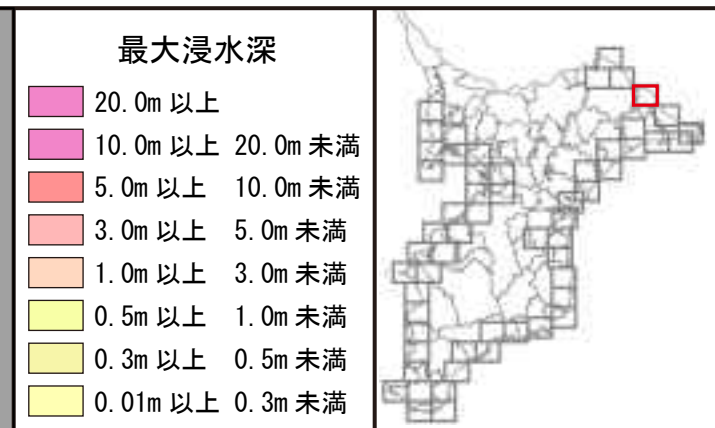 最大浸水深
20.0m 以上
10.0m 以上 20.0m 未満
5.0m 以上 10.0m 未満
3.0m 以上 5.0m 未満
1.0m 以上 3.0m 未満
0.5m 以上 1.0m 未満
0.3m 以上 0.5m 未満
0.01m 以上 0.3m 未満